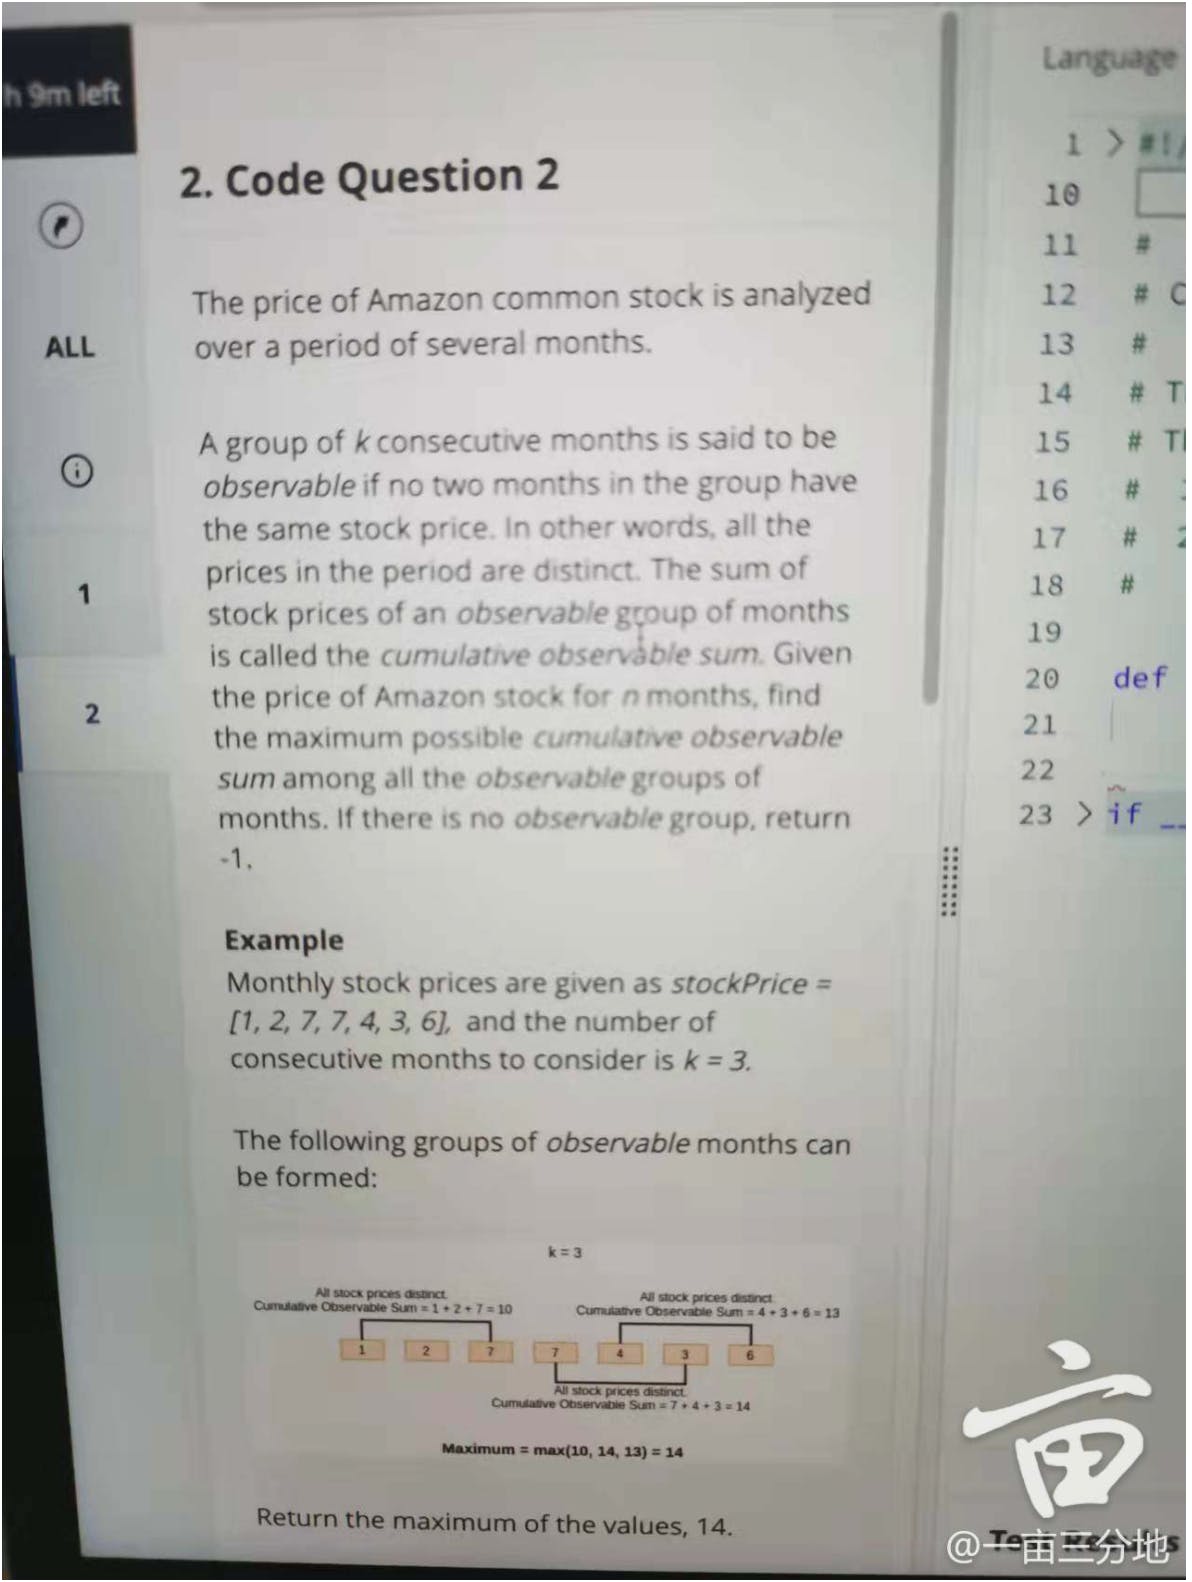 h 9m left
ALL
1
2
2. Code Question 2
The price of Amazon common stock is analyzed
over a period of several months.
A group of k consecutive months is said to be
observable if no two months in the group have
the same stock price. In other words, all the
prices in the period are distinct. The sum of
stock prices of an observable group of months
is called the cumulative observable sum. Given
the price of Amazon stock for n months, find
the maximum possible cumulative observable
sum among all the observable groups of
months. If there is no observable group, return
-1.
Example
Monthly stock prices are given as stockPrice =
[1, 2, 7, 7, 4, 3, 6], and the number of
consecutive months to consider is k = 3.
The following groups of observable months can
be formed:
k = 3
All stock prices distinct.
Cumulative Observable Sum = 1 + 2 + 7 = 10
All stock prices distinct
Cumulative Observable Sum = 4 + 3 + 6 = 13
1 2 7 7 4 3 6
All stock prices distinct.
Cumulative Observable Sum = 7 + 4 + 3 = 14
Maximum = max(10, 14, 13) = 14
Return the maximum of the values, 14.
Language
1 > #!/
10
11 #
12 # C
13 #
14 # T
15 # Th
16 #
17 # 2
18 #
19
20 def
21
22
23 > if __
亩
@一亩三分地